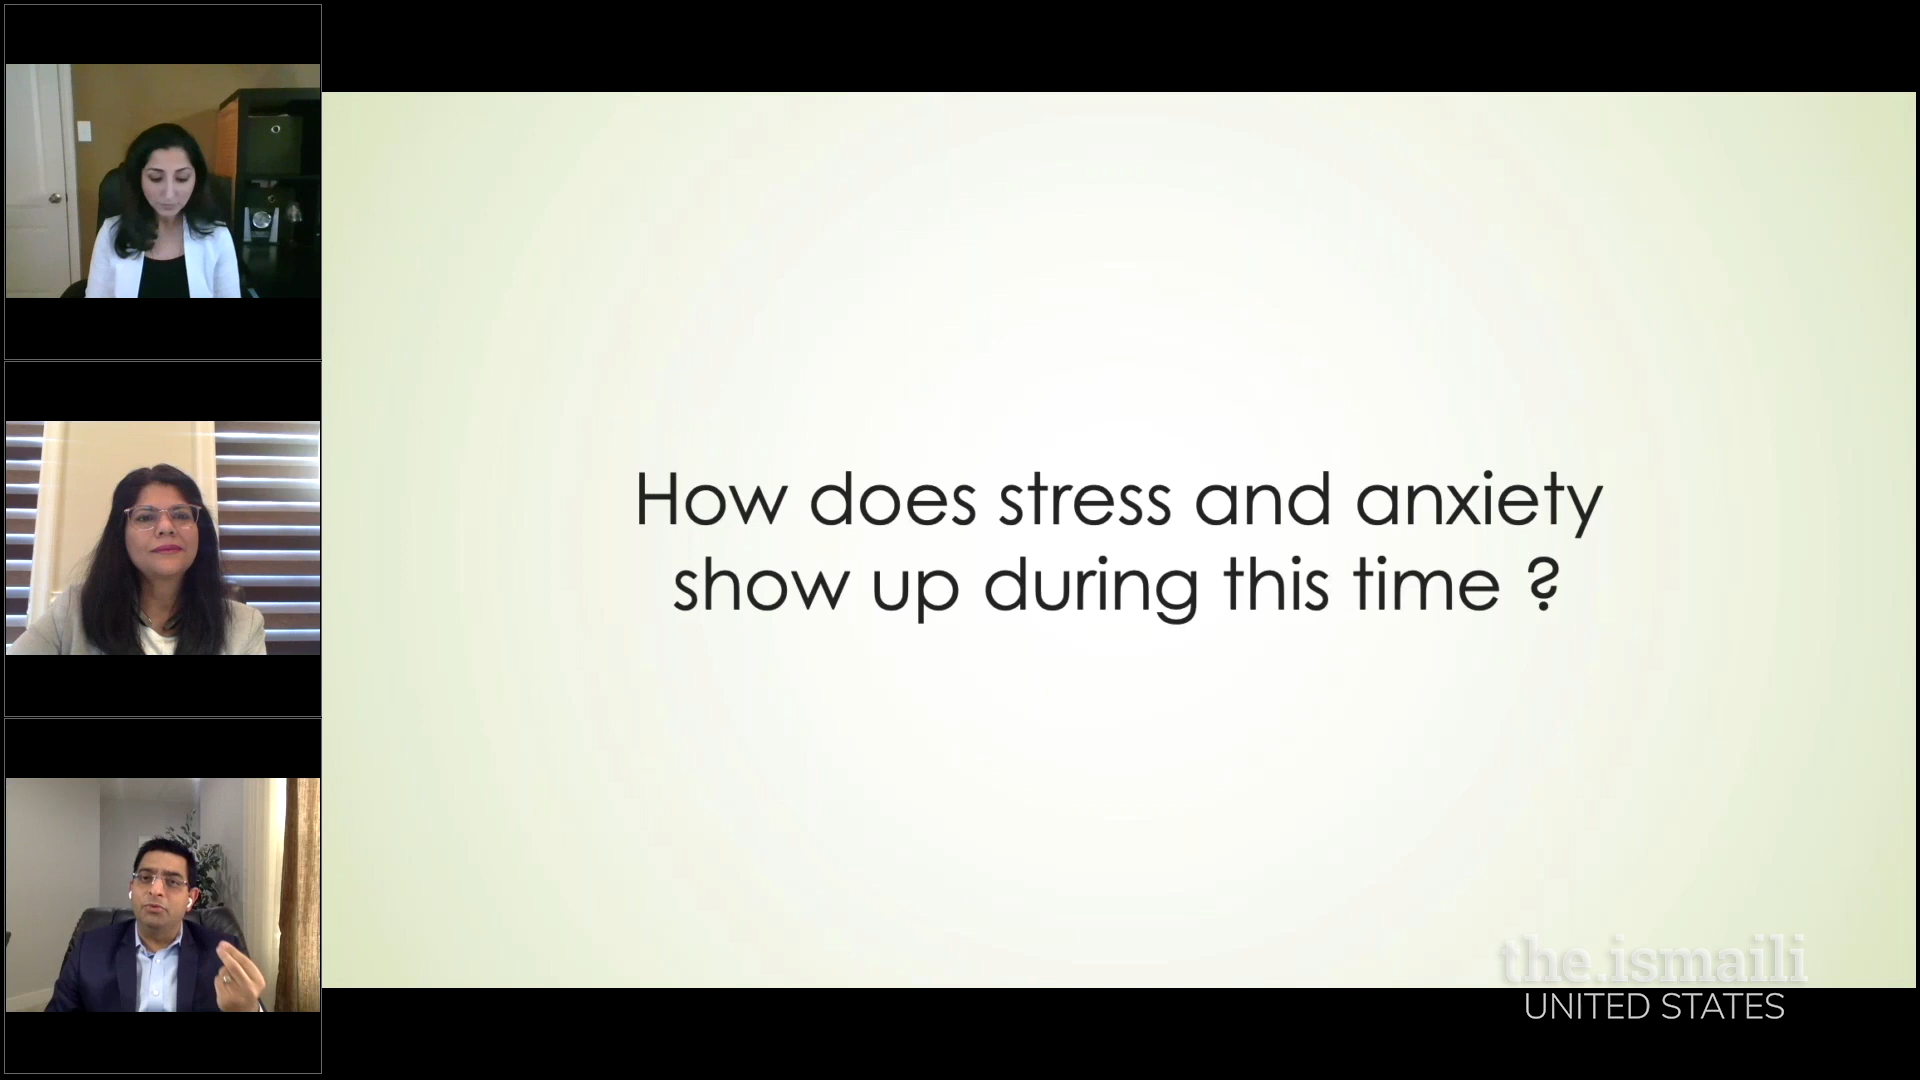 How does stress and anxiety
show up during this time ?
the.ismaili
UNITED STATES